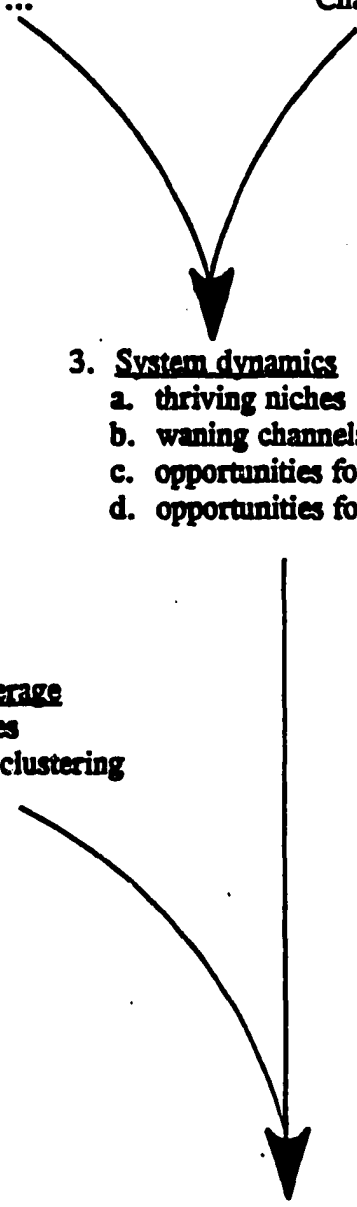 ...
Cha
3. System dynamics
a. thriving niches
b. waning channels
c. opportunities fo
d. opportunities fo
erage
es
clustering